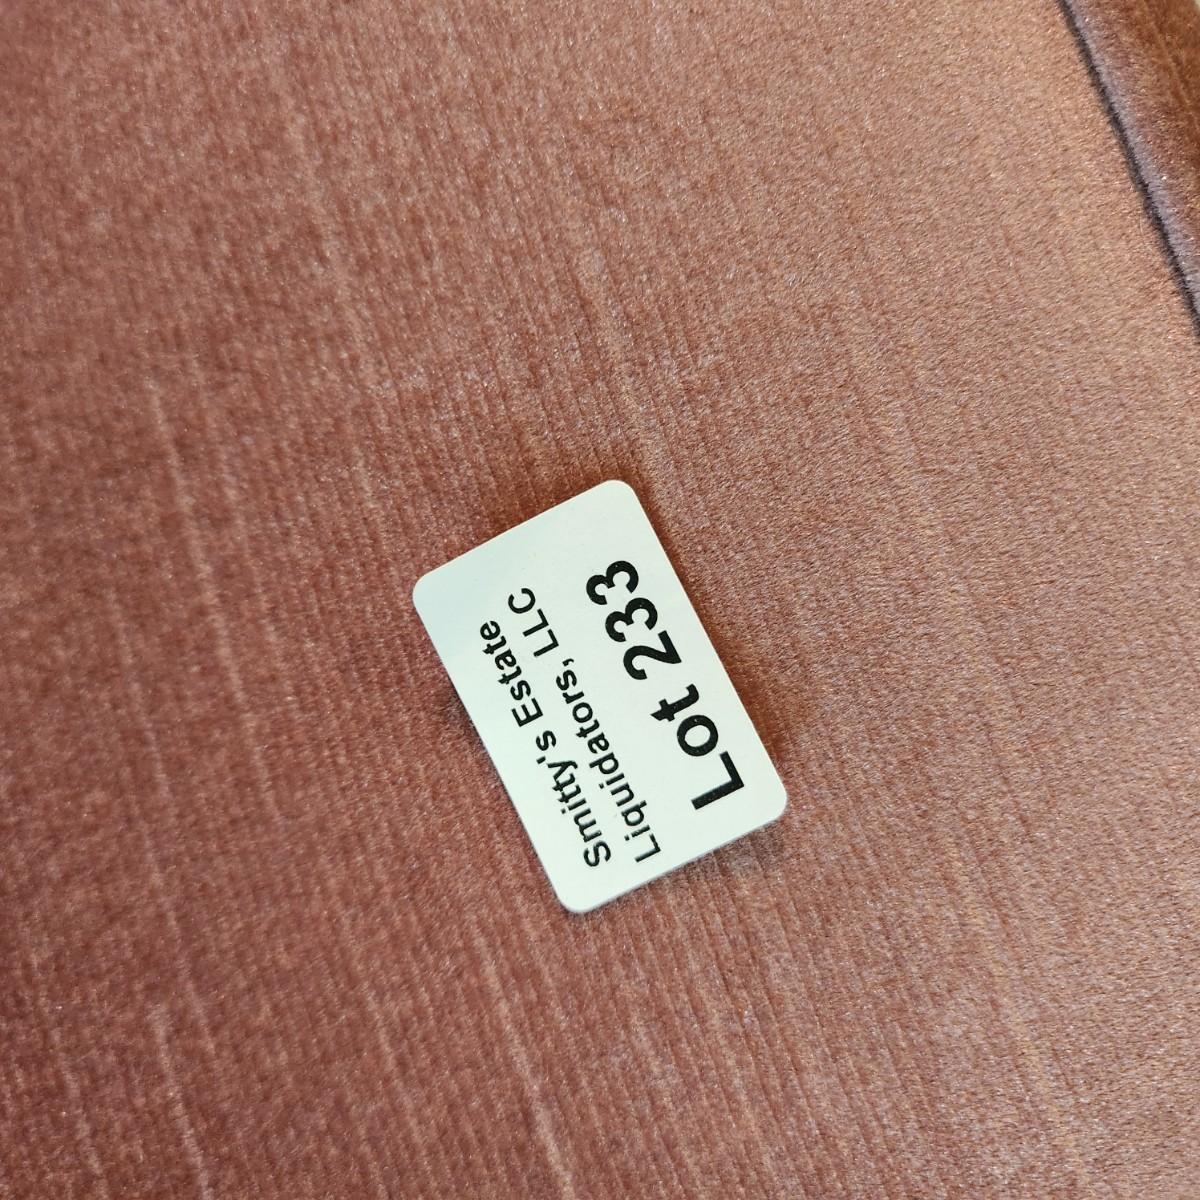 Smitty's Estate
Liquidators, LLC
Lot 233